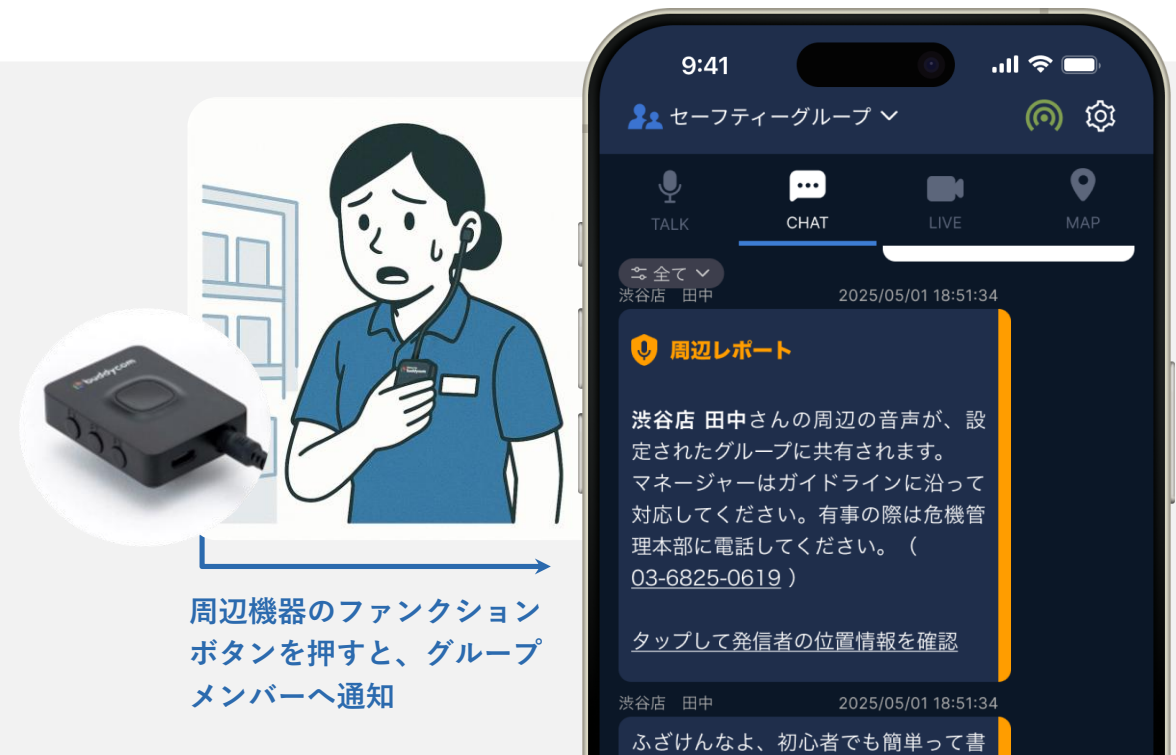 9:41
セーフティーグループ
TALK
CHAT
LIVE
MAP
全て
渋谷店 田中
2025/05/01 18:51:34
周辺レポート
渋谷店 田中さんの周辺の音声が、設
定されたグループに共有されます。
マネージャーはガイドラインに沿って
対応してください。有事の際は危機管
理本部に電話してください。（
03-6825-0619 ）
タップして発信者の位置情報を確認
渋谷店 田中
2025/05/01 18:51:34
ふざけんなよ、初心者でも簡単って書
buddycom
buddycom
周辺機器のファンクション
ボタンを押すと、グループ
メンバーへ通知